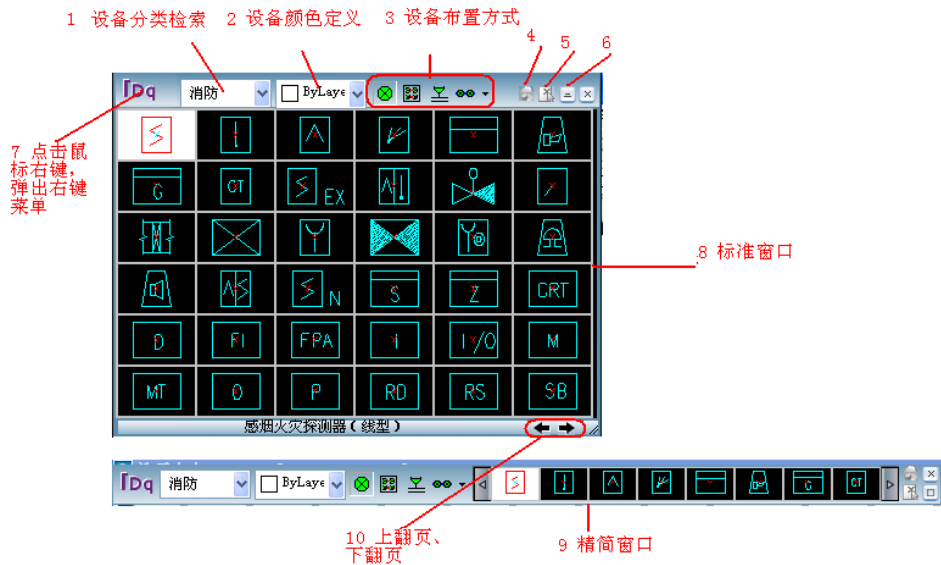 1 设备分类检索
2 设备颜色定义
3 设备布置方式
4
5
6
Dq
消防
ByLaye
7 点击鼠
标右键,
弹出右键
菜单
G
CT
EX
8 标准窗口
N
S
Z
CRT
D
FI
FPA
I
I/O
M
MT
O
P
RD
RS
SB
感烟火灾探测器(线型)
Dq
消防
ByLaye
G
CT
10 上翻页、
下翻页
9 精简窗口